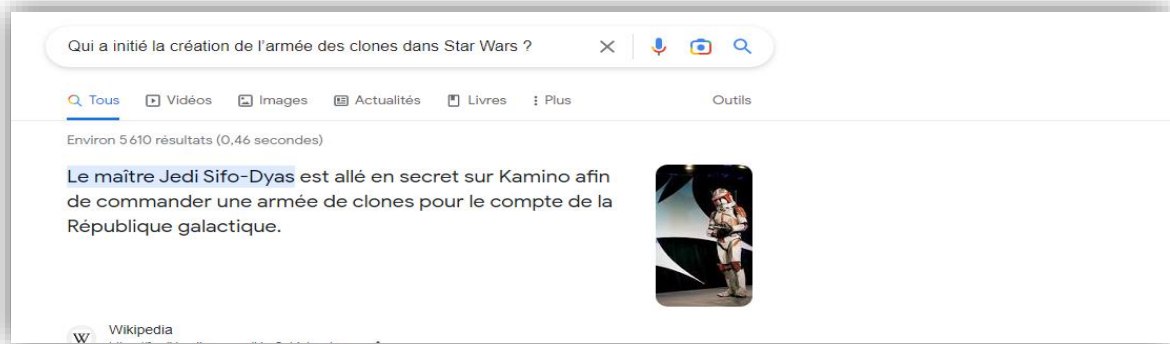 Qui a initié la création de l'armée des clones dans Star Wars ?
Tous Vidéos Images Actualités Livres Plus Outils
Environ 5 610 résultats (0,46 secondes)
Le maître Jedi Sifo-Dyas est allé en secret sur Kamino afin
de commander une armée de clones pour le compte de la
République galactique.
W Wikipedia